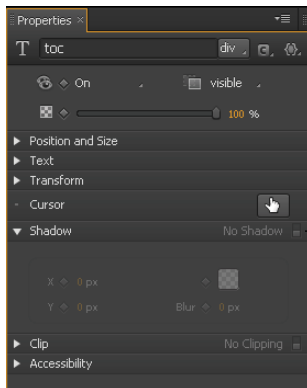 Properties ×
T toc div
On visible
100 %
Position and Size
Text
Transform
Cursor
Shadow No Shadow
X 0 px
Y 0 px Blur 0 px
Clip No Clipping
Accessibility